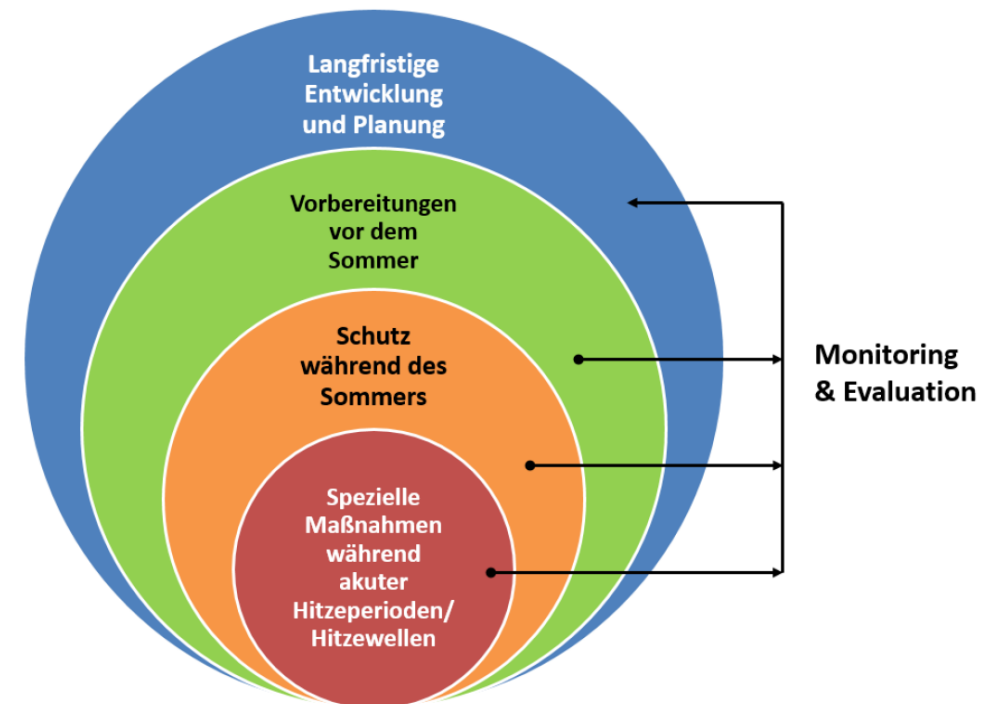 Langfristige
Entwicklung
und Planung
Vorbereitungen
vor dem
Sommer
Schutz
während des
Sommers
Spezielle
Maßnahmen
während
akuter
Hitzeperioden/
Hitzewellen
Monitoring
& Evaluation